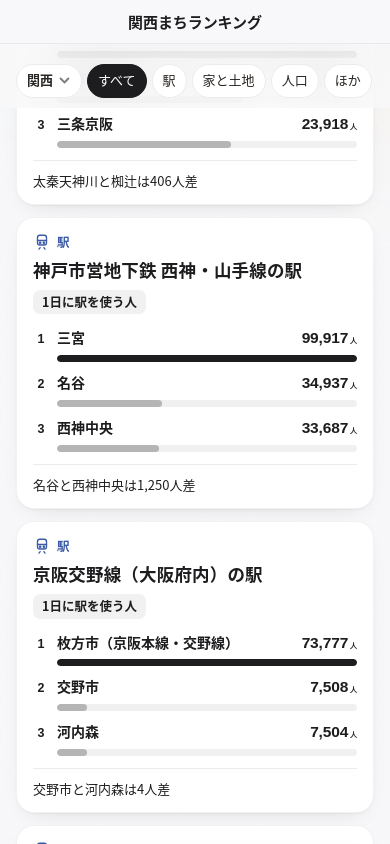 関西まちランキング
関西 すべて 駅 家と土地 人口 ほか
3 三条京阪 23,918人
太秦天神川と椥辻は406人差
駅
神戸市営地下鉄 西神・山手線の駅
1日に駅を使う人
1 三宮 99,917人
2 名谷 34,937人
3 西神中央 33,687人
名谷と西神中央は1,250人差
駅
京阪交野線（大阪府内）の駅
1日に駅を使う人
1 枚方市（京阪本線・交野線） 73,777人
2 交野市 7,508人
3 河内森 7,504人
交野市と河内森は4人差